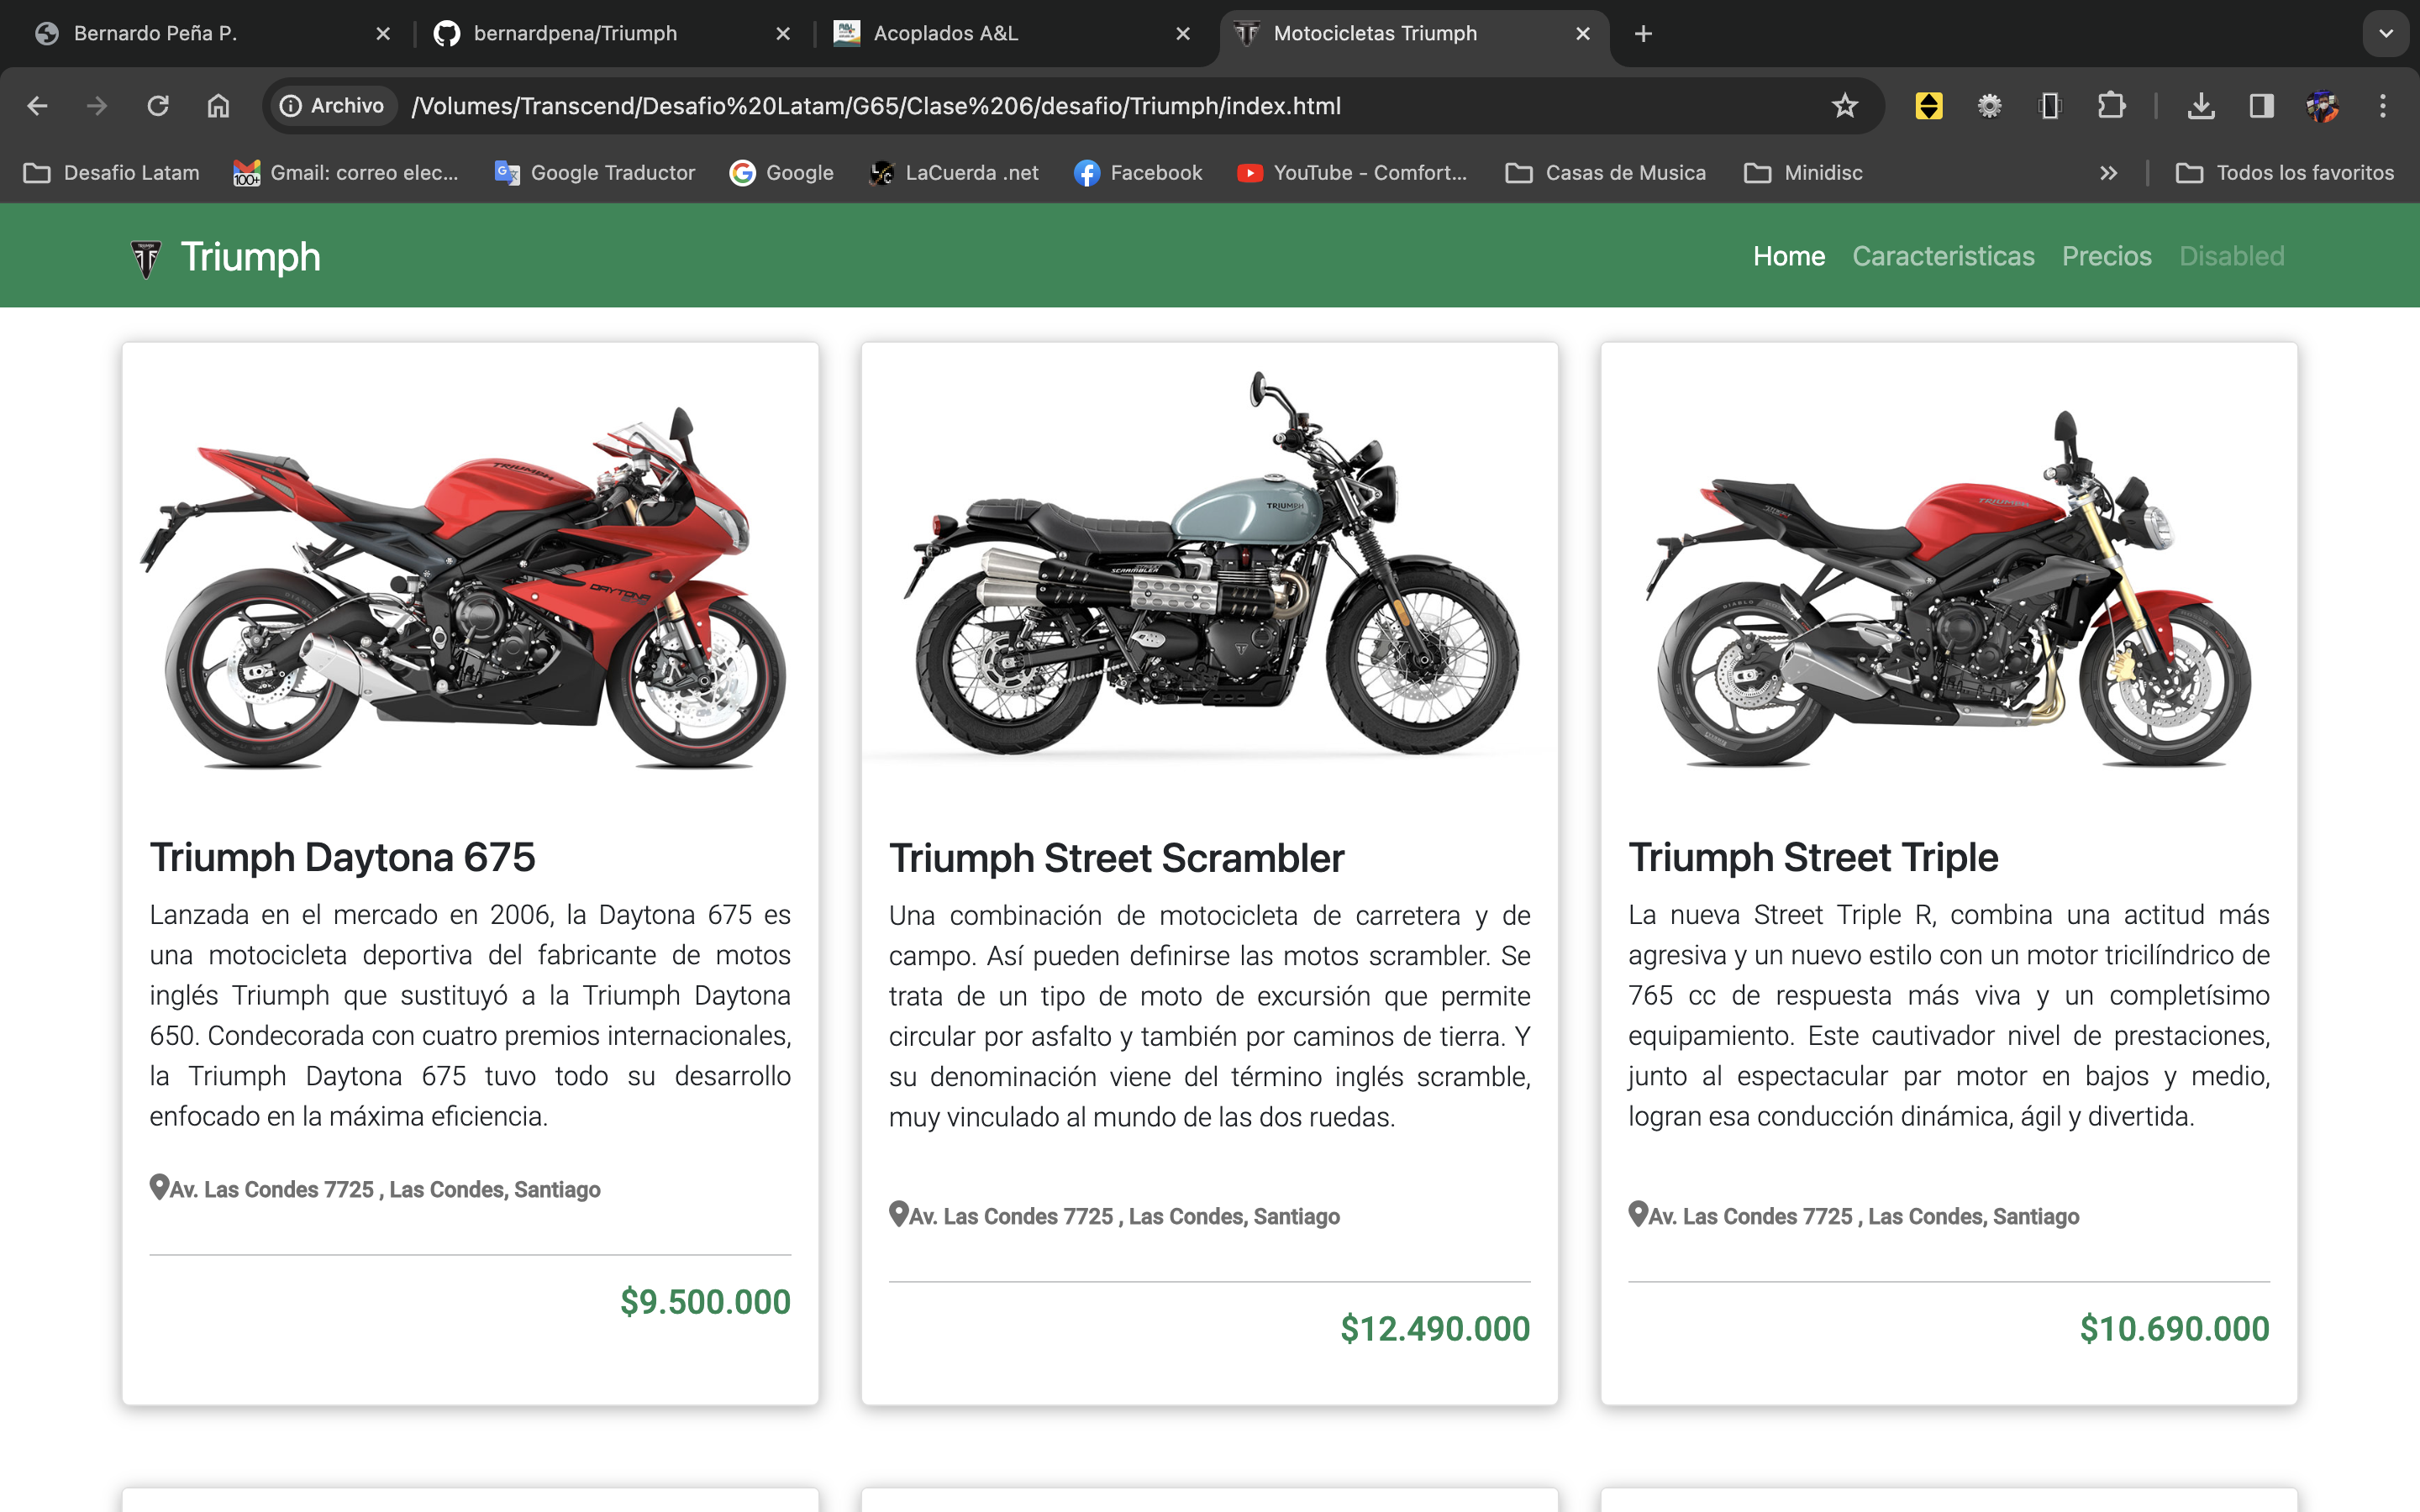 Bernardo Peña P.
bernardpena/Triumph
Acoplados A&L
Motocicletas Triumph
Archivo
/Volumes/Transcend/Desafio%20Latam/G65/Clase%206/desafio/Triumph/index.html
Desafio Latam
100+
Gmail: correo elec...
Google Traductor
Google
LaCuerda .net
Facebook
YouTube - Comfort...
Casas de Musica
Minidisc
Todos los favoritos
Triumph
Home
Caracteristicas
Precios
Disabled
TRIUMPH
DAYTONA
Triumph Daytona 675
Lanzada en el mercado en 2006, la Daytona 675 es
una motocicleta deportiva del fabricante de motos
inglés Triumph que sustituyó a la Triumph Daytona
650. Condecorada con cuatro premios internacionales,
la Triumph Daytona 675 tuvo todo su desarrollo
enfocado en la máxima eficiencia.
Av. Las Condes 7725 , Las Condes, Santiago
$9.500.000
TRIUMPH
STREET
SCRAMBLER
Triumph Street Scrambler
Una combinación de motocicleta de carretera y de
campo. Así pueden definirse las motos scrambler. Se
trata de un tipo de moto de excursión que permite
circular por asfalto y también por caminos de tierra. Y
su denominación viene del término inglés scramble,
muy vinculado al mundo de las dos ruedas.
Av. Las Condes 7725 , Las Condes, Santiago
$12.490.000
TRIUMPH
Triumph Street Triple
La nueva Street Triple R, combina una actitud más
agresiva y un nuevo estilo con un motor tricilíndrico de
765 cc de respuesta más viva y un completísimo
equipamiento. Este cautivador nivel de prestaciones,
junto al espectacular par motor en bajos y medio,
logran esa conducción dinámica, ágil y divertida.
Av. Las Condes 7725 , Las Condes, Santiago
$10.690.000